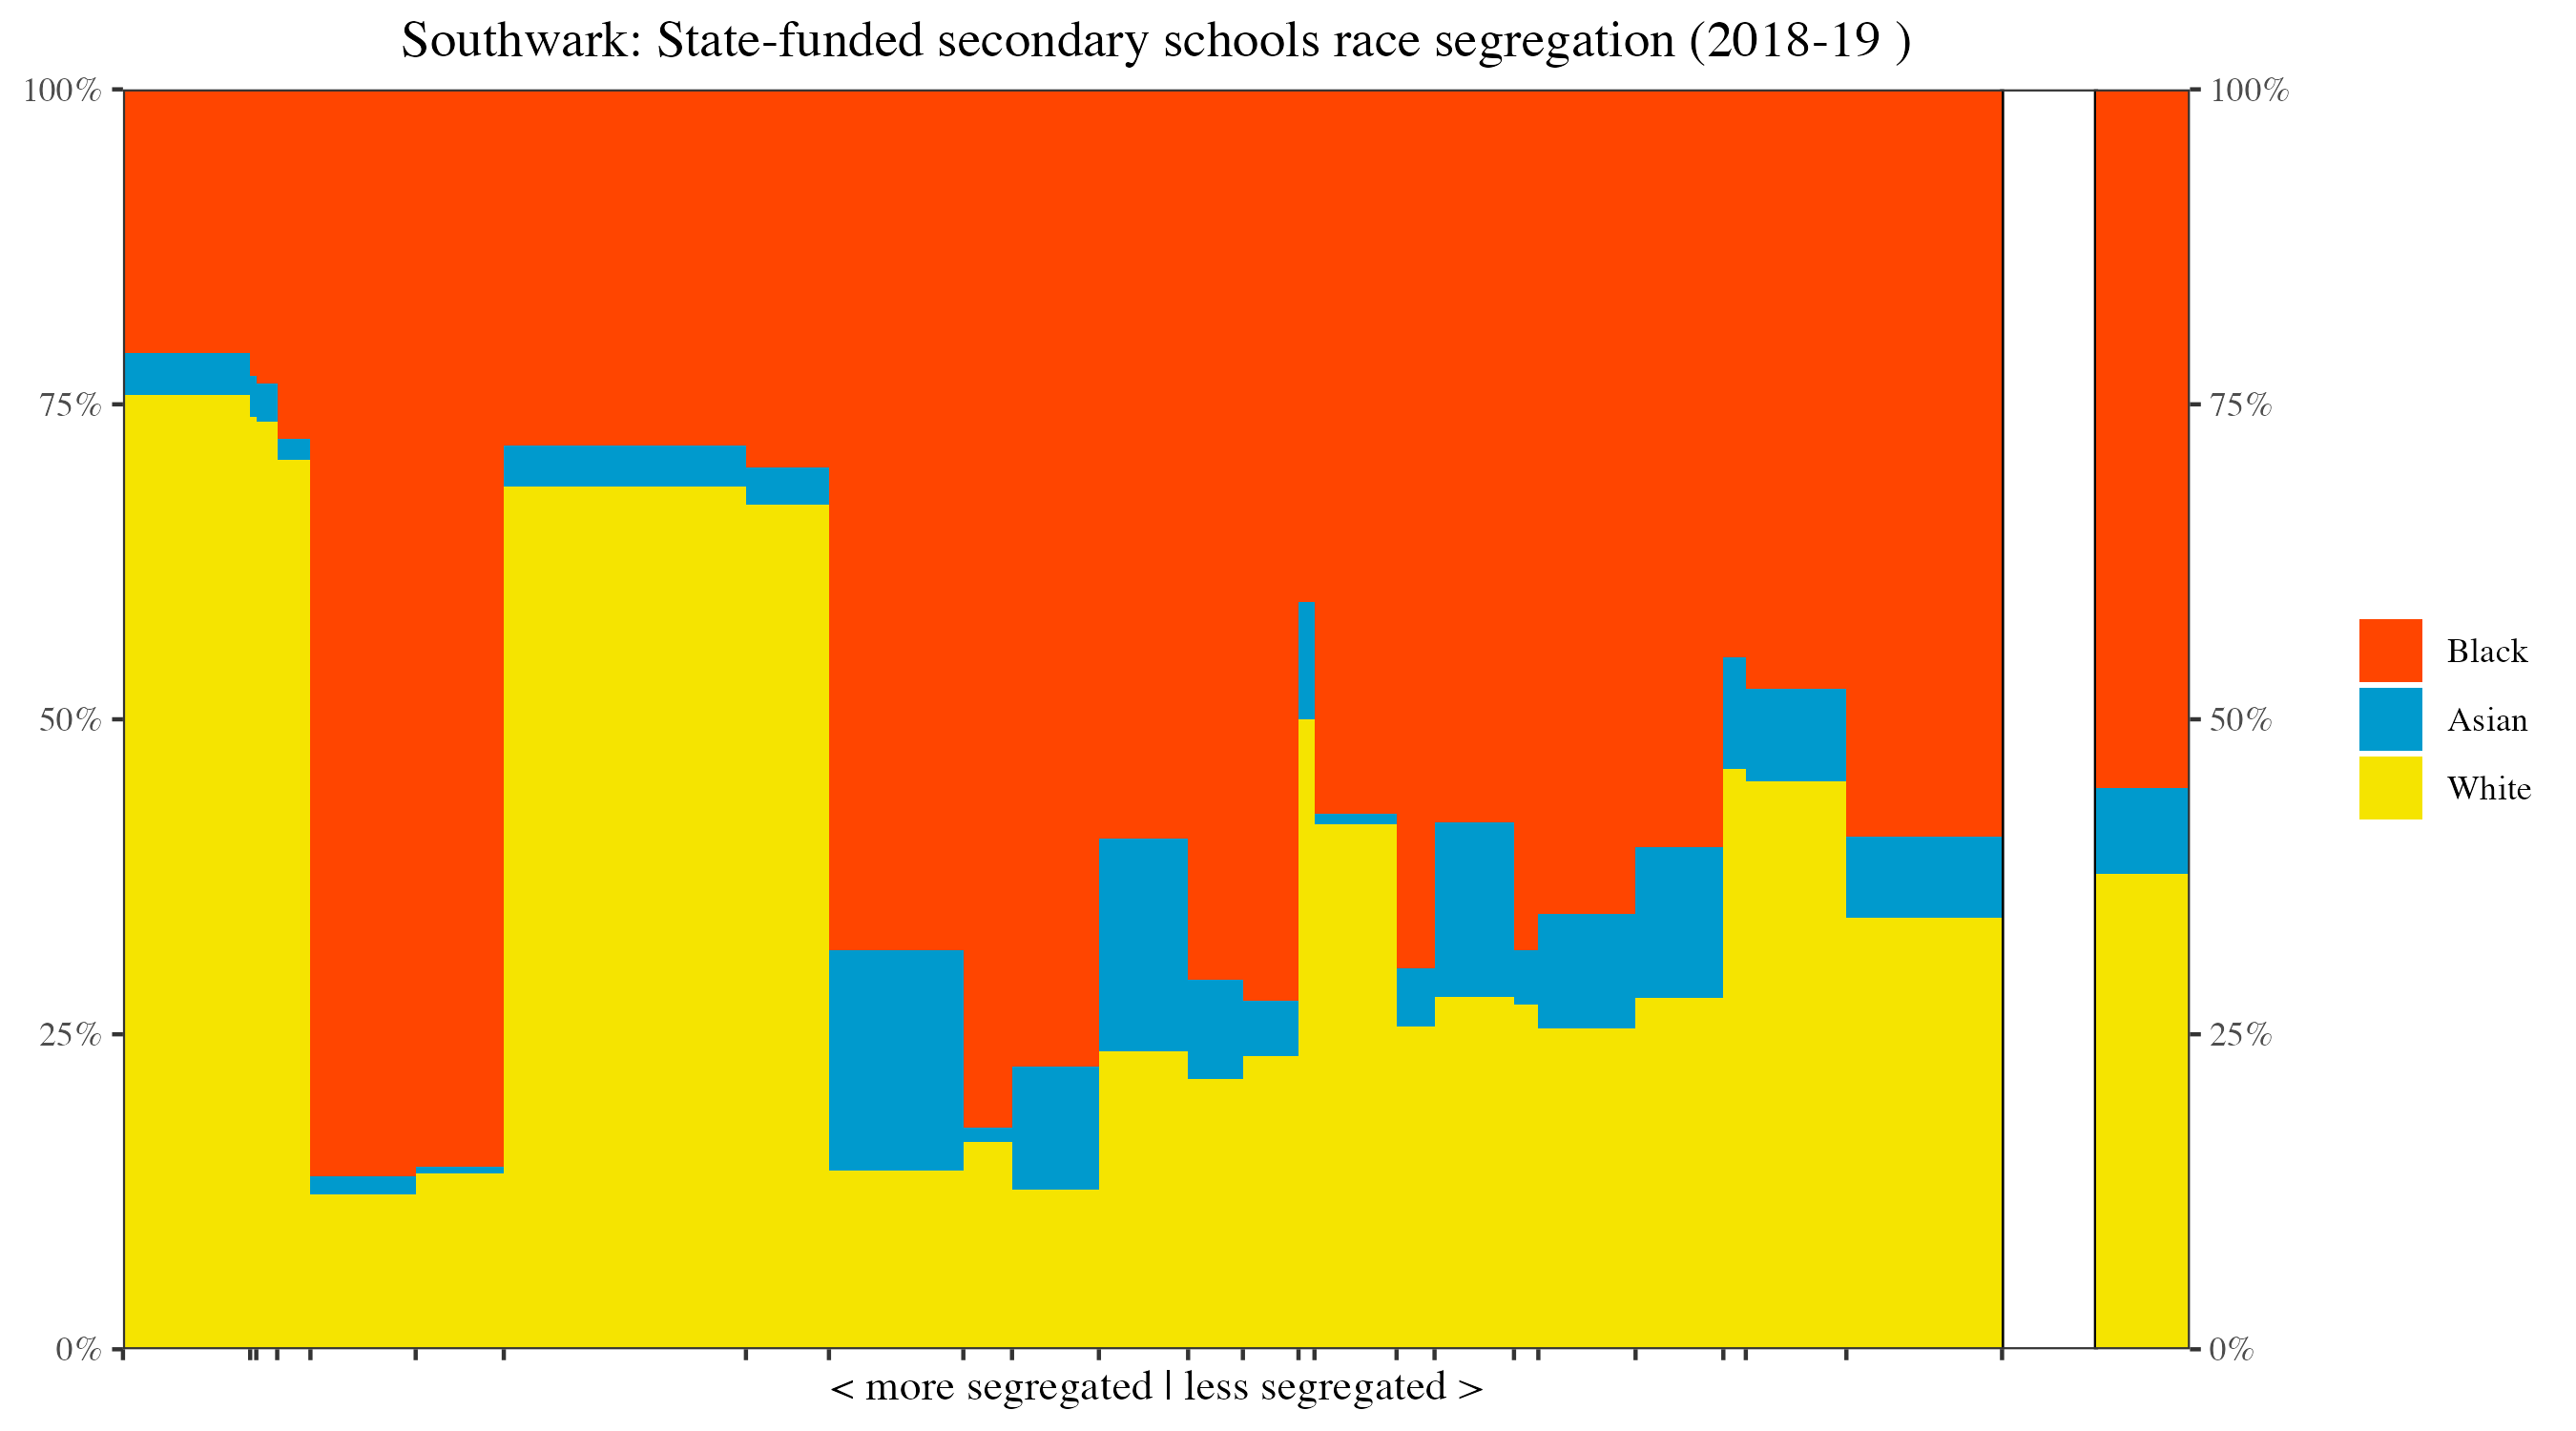 Southwark: State-funded secondary schools race segregation (2018-19 )
100%
75%
50%
25%
0%
100%
75%
50%
25%
0%
Black
Asian
White
< more segregated | less segregated >